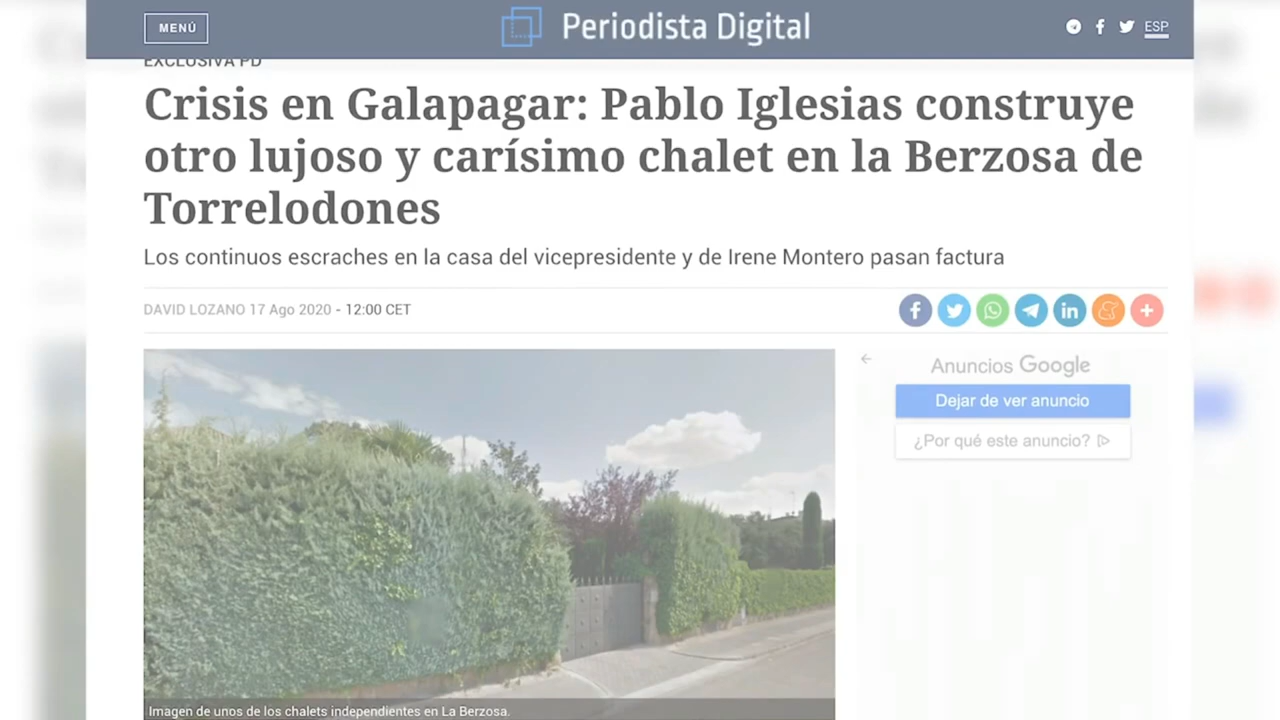 MENÚ
Periodista Digital
ESP
EXCLUSIVA PD
Crisis en Galapagar: Pablo Iglesias construye
otro lujoso y carísimo chalet en la Berzosa de
Torrelodones
Los continuos escraches en la casa del vicepresidente y de Irene Montero pasan factura
DAVID LOZANO 17 Ago 2020 - 12:00 CET
Anuncios Google
Dejar de ver anuncio
¿Por qué este anuncio?
Imagen de unos de los chalets independientes en La Berzosa.